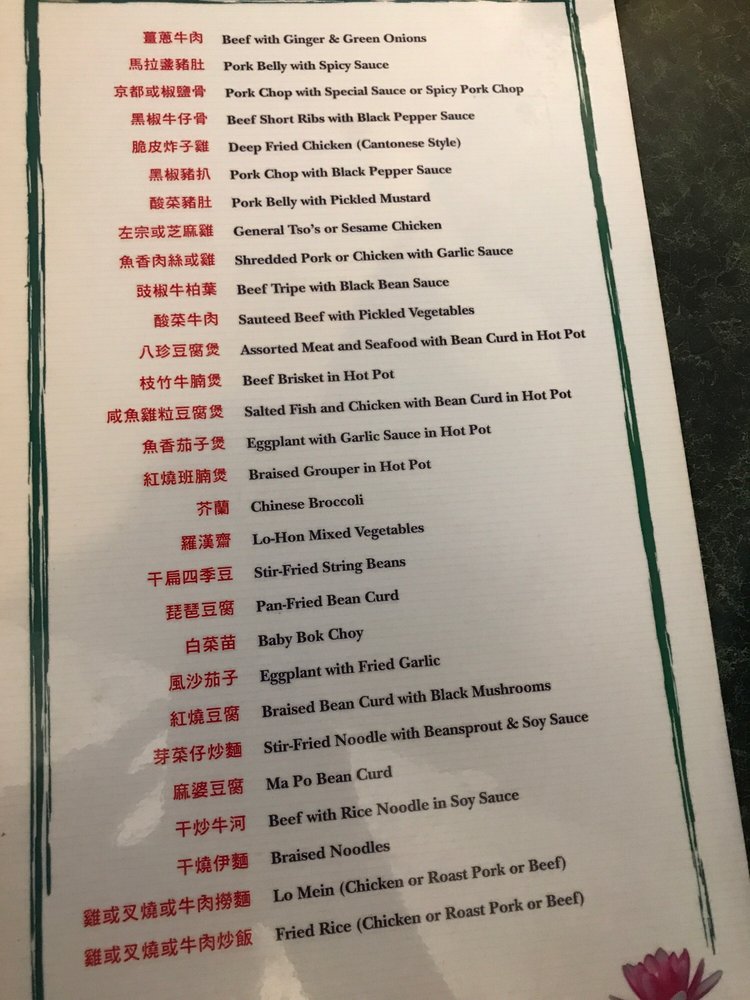 薑蔥牛肉 Beef with Ginger & Green Onions
馬拉盞豬肚 Pork Belly with Spicy Sauce
京都或椒鹽骨 Pork Chop with Special Sauce or Spicy Pork Chop
黑椒牛仔骨 Beef Short Ribs with Black Pepper Sauce
脆皮炸子雞 Deep Fried Chicken (Cantonese Style)
黑椒豬扒 Pork Chop with Black Pepper Sauce
酸菜豬肚 Pork Belly with Pickled Mustard
左宗或芝麻雞 General Tso's or Sesame Chicken
魚香肉絲或雞 Shredded Pork or Chicken with Garlic Sauce
豉椒牛柏葉 Beef Tripe with Black Bean Sauce
酸菜牛肉 Sauteed Beef with Pickled Vegetables
八珍豆腐煲 Assorted Meat and Seafood with Bean Curd in Hot Pot
枝竹牛腩煲 Beef Brisket in Hot Pot
咸魚雞粒豆腐煲 Salted Fish and Chicken with Bean Curd in Hot Pot
魚香茄子煲 Eggplant with Garlic Sauce in Hot Pot
紅燒班腩煲 Braised Grouper in Hot Pot
芥蘭 Chinese Broccoli
羅漢齋 Lo-Hon Mixed Vegetables
干扁四季豆 Stir-Fried String Beans
琵琶豆腐 Pan-Fried Bean Curd
白菜苗 Baby Bok Choy
風沙茄子 Eggplant with Fried Garlic
紅燒豆腐 Braised Bean Curd with Black Mushrooms
芽菜仔炒麵 Stir-Fried Noodle with Beansprout & Soy Sauce
麻婆豆腐 Ma Po Bean Curd
干炒牛河 Beef with Rice Noodle in Soy Sauce
干燒伊麵 Braised Noodles
雞或叉燒或牛肉撈麵 Lo Mein (Chicken or Roast Pork or Beef)
雞或叉燒或牛肉炒飯 Fried Rice (Chicken or Roast Pork or Beef)